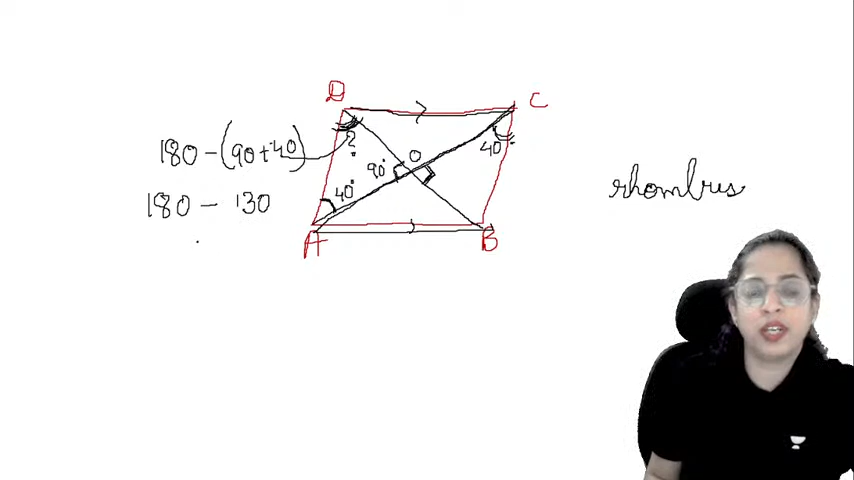 D
C
180 - (90+40)
?
90°
O
40
180 - 130
40°
rhombus
A
B